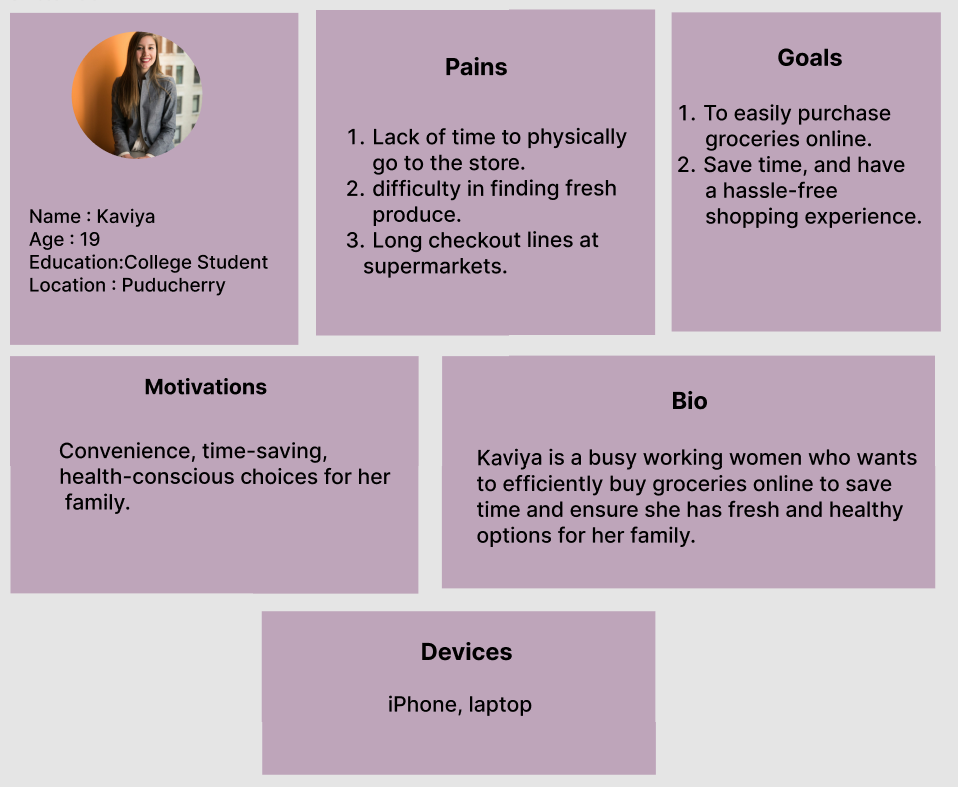 Name : Kaviya
Age : 19
Education:College Student
Location : Puducherry
Pains
1. Lack of time to physically
go to the store.
2. difficulty in finding fresh
produce.
3. Long checkout lines at
supermarkets.
Goals
1. To easily purchase
groceries online.
2. Save time, and have
a hassle-free
shopping experience.
Motivations
Convenience, time-saving,
health-conscious choices for her
family.
Bio
Kaviya is a busy working women who wants
to efficiently buy groceries online to save
time and ensure she has fresh and healthy
options for her family.
Devices
iPhone, laptop